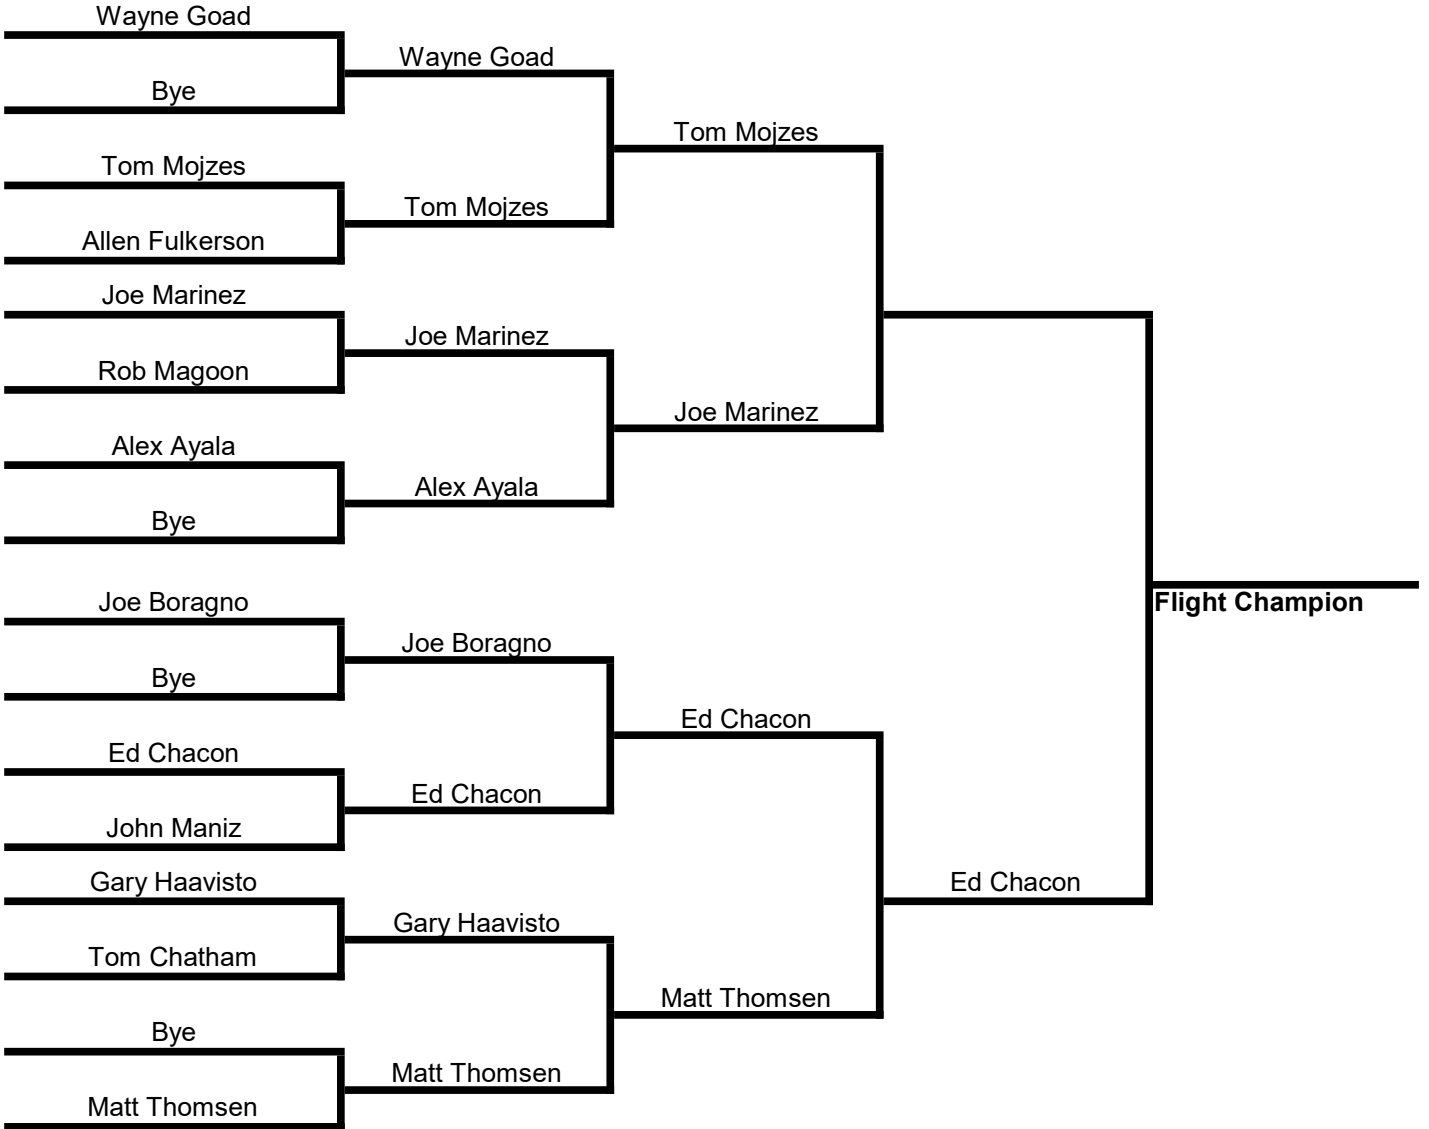 Wayne Goad
Bye
Tom Mojzes
Allen Fulkerson
Joe Marinez
Rob Magoon
Alex Ayala
Bye
Joe Boragno
Bye
Ed Chacon
John Maniz
Gary Haavisto
Tom Chatham
Bye
Matt Thomsen
Wayne Goad
Tom Mojzes
Joe Marinez
Alex Ayala
Joe Boragno
Ed Chacon
Gary Haavisto
Matt Thomsen
Tom Mojzes
Joe Marinez
Ed Chacon
Matt Thomsen
Ed Chacon
Flight Champion